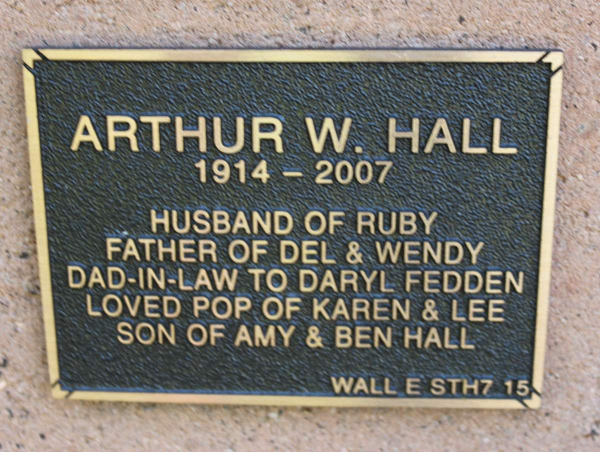 ARTHUR W. HALL
1914 – 2007
HUSBAND OF RUBY
FATHER OF DEL & WENDY
DAD-IN-LAW TO DARYL FEDDEN
LOVED POP OF KAREN & LEE
SON OF AMY & BEN HALL
WALL E STH7 15